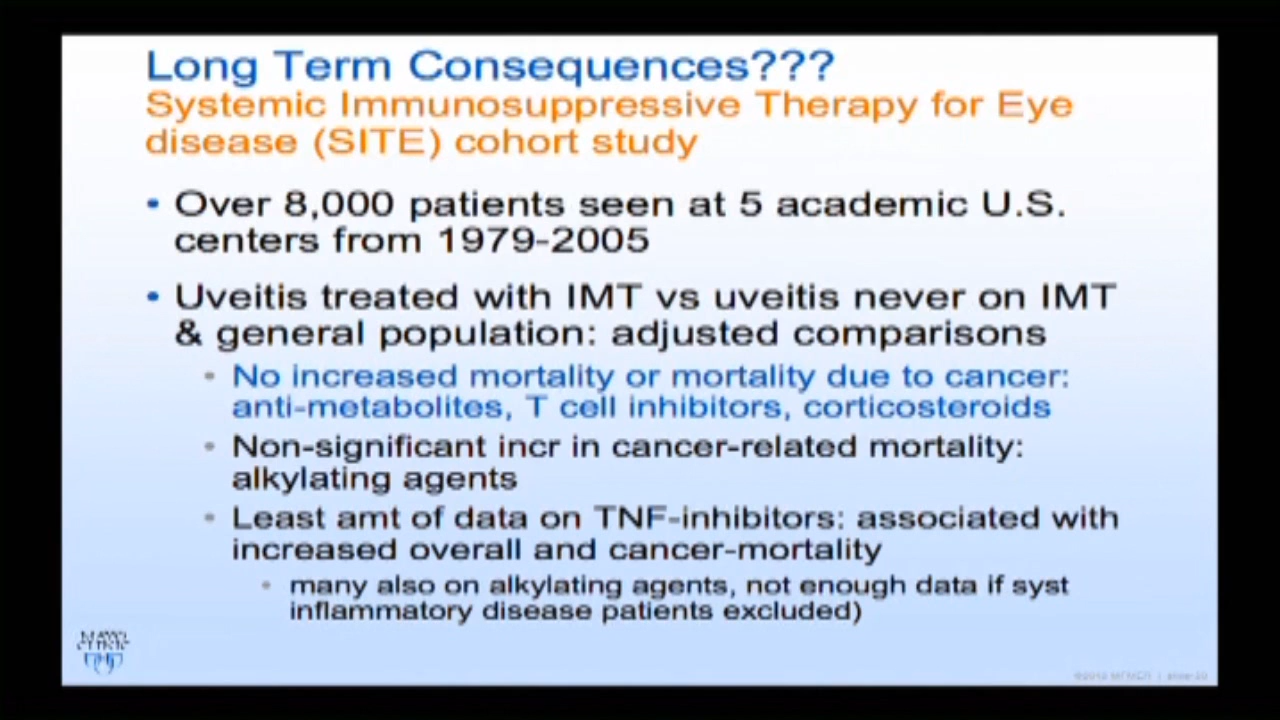 Long Term Consequences???
Systemic Immunosuppressive Therapy for Eye
disease (SITE) cohort study
• Over 8,000 patients seen at 5 academic U.S.
centers from 1979-2005
• Uveitis treated with IMT vs uveitis never on IMT
& general population: adjusted comparisons
• No increased mortality or mortality due to cancer:
anti-metabolites, T cell inhibitors, corticosteroids
• Non-significant incr in cancer-related mortality:
alkylating agents
• Least amt of data on TNF-inhibitors: associated with
increased overall and cancer-mortality
• many also on alkylating agents, not enough data if syst
inflammatory disease patients excluded)
MAYO
CLINIC